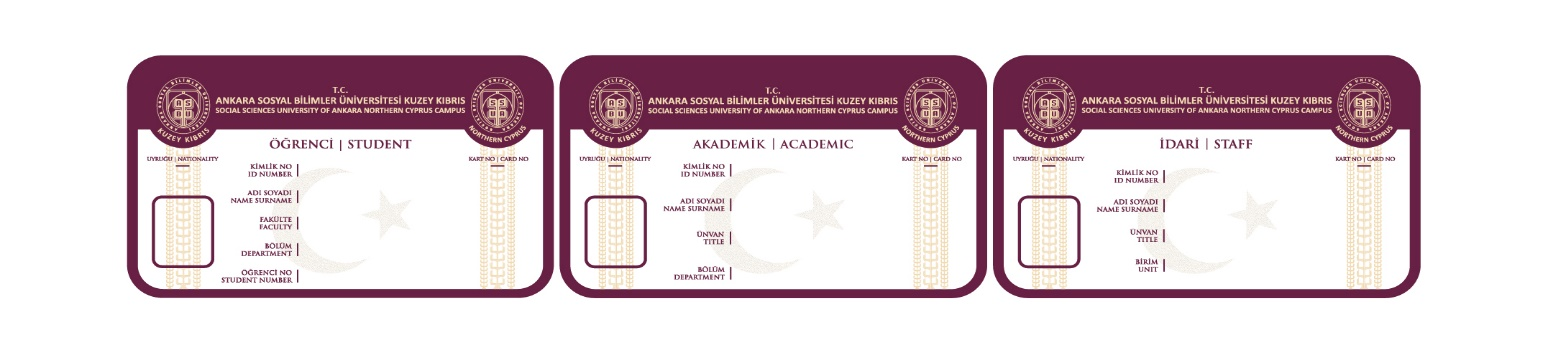 T.C.
ANKARA SOSYAL BİLİMLER ÜNİVERSİTESİ KUZEY KIBRIS
SOCIAL SCIENCES UNIVERSITY OF ANKARA NORTHERN CYPRUS CAMPUS
KUZEY KIBRIS
NORTHERN CYPRUS
ÖĞRENCİ | STUDENT
UYRUĞU | NATIONALITY
KART NO | CARD NO
KİMLİK NO
ID NUMBER
ADI SOYADI
NAME SURNAME
FAKÜLTE
FACULTY
BÖLÜM
DEPARTMENT
ÖĞRENCİ NO
STUDENT NUMBER
T.C.
ANKARA SOSYAL BİLİMLER ÜNİVERSİTESİ KUZEY KIBRIS
SOCIAL SCIENCES UNIVERSITY OF ANKARA NORTHERN CYPRUS CAMPUS
KUZEY KIBRIS
NORTHERN CYPRUS
AKADEMİK | ACADEMIC
UYRUĞU | NATIONALITY
KART NO | CARD NO
KİMLİK NO
ID NUMBER
ADI SOYADI
NAME SURNAME
ÜNVAN
TITLE
BÖLÜM
DEPARTMENT
T.C.
ANKARA SOSYAL BİLİMLER ÜNİVERSİTESİ KUZEY KIBRIS
SOCIAL SCIENCES UNIVERSITY OF ANKARA NORTHERN CYPRUS CAMPUS
KUZEY KIBRIS
NORTHERN CYPRUS
İDARİ | STAFF
UYRUĞU | NATIONALITY
KART NO | CARD NO
KİMLİK NO
ID NUMBER
ADI SOYADI
NAME SURNAME
ÜNVAN
TITLE
BİRİM
UNIT